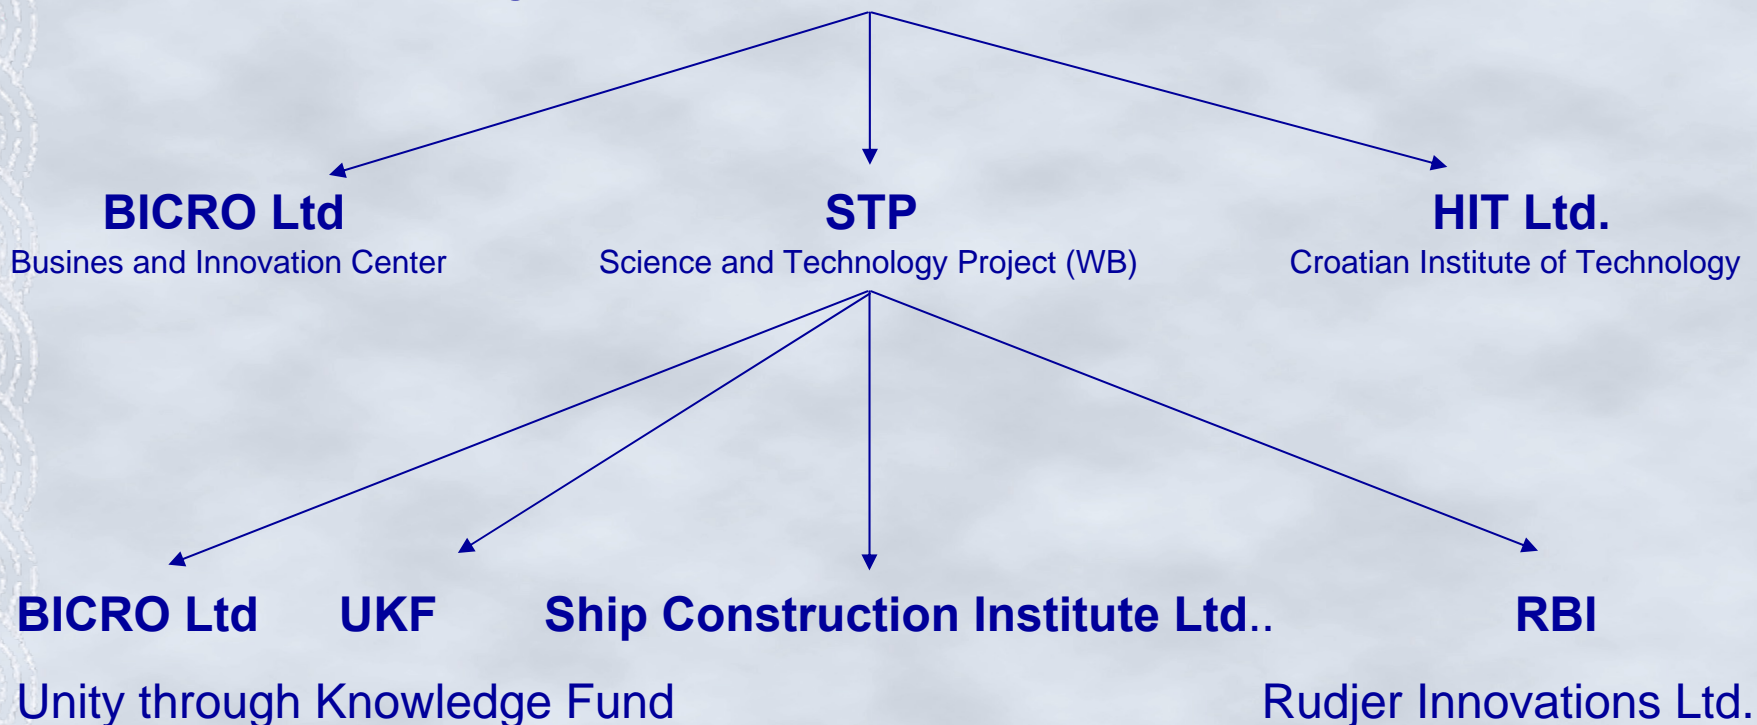 BICRO Ltd STP HIT Ltd.
Busines and Innovation Center Science and Technology Project (WB) Croatian Institute of Technology
BICRO Ltd UKF Ship Construction Institute Ltd.. RBI
Unity through Knowledge Fund Rudjer Innovations Ltd.